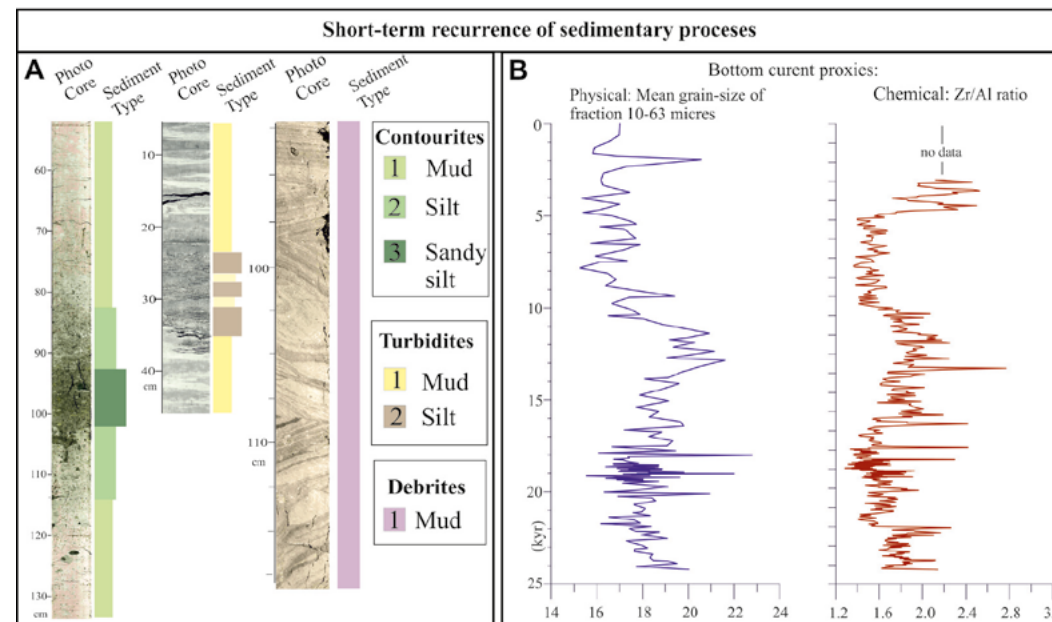 Short-term recurrence of sedimentary proceses
A
Photo Core
Sediment Type
Photo Core
Sediment Type
Photo Core
Sediment Type
60
70
80
90
100
110
120
130
cm
10
20
30
40
cm
100
110
cm
Contourites
1 Mud
2 Silt
3 Sandy
silt
Turbidites
1 Mud
2 Silt
Debrites
1 Mud
B
Bottom curent proxies:
Physical: Mean grain-size of
fraction 10-63 micres
0
5
10
15
20
25
(kyr)
14 16 18 20 22 24
Chemical: Zr/Al ratio
no data
1.2 1.6 2.0 2.4 2.8